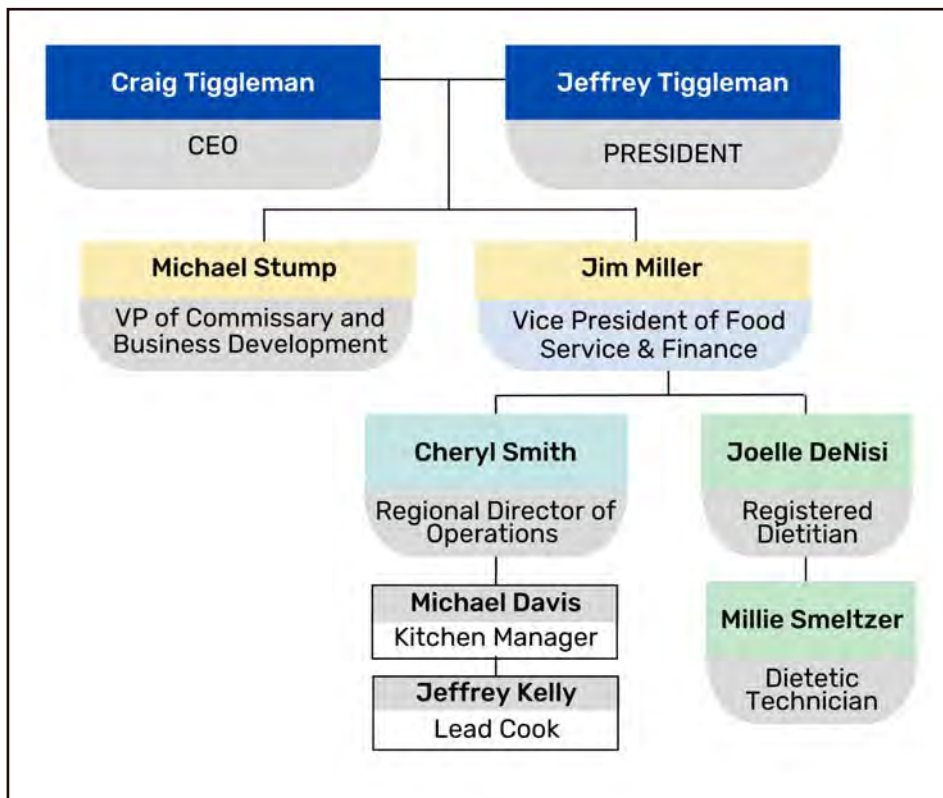 Craig Tiggleman
CEO
Jeffrey Tiggleman
PRESIDENT
Michael Stump
VP of Commissary and
Business Development
Jim Miller
Vice President of Food
Service & Finance
Cheryl Smith
Regional Director of
Operations
Joelle DeNisi
Registered
Dietitian
Michael Davis
Kitchen Manager
Jeffrey Kelly
Lead Cook
Millie Smeltzer
Dietetic
Technician